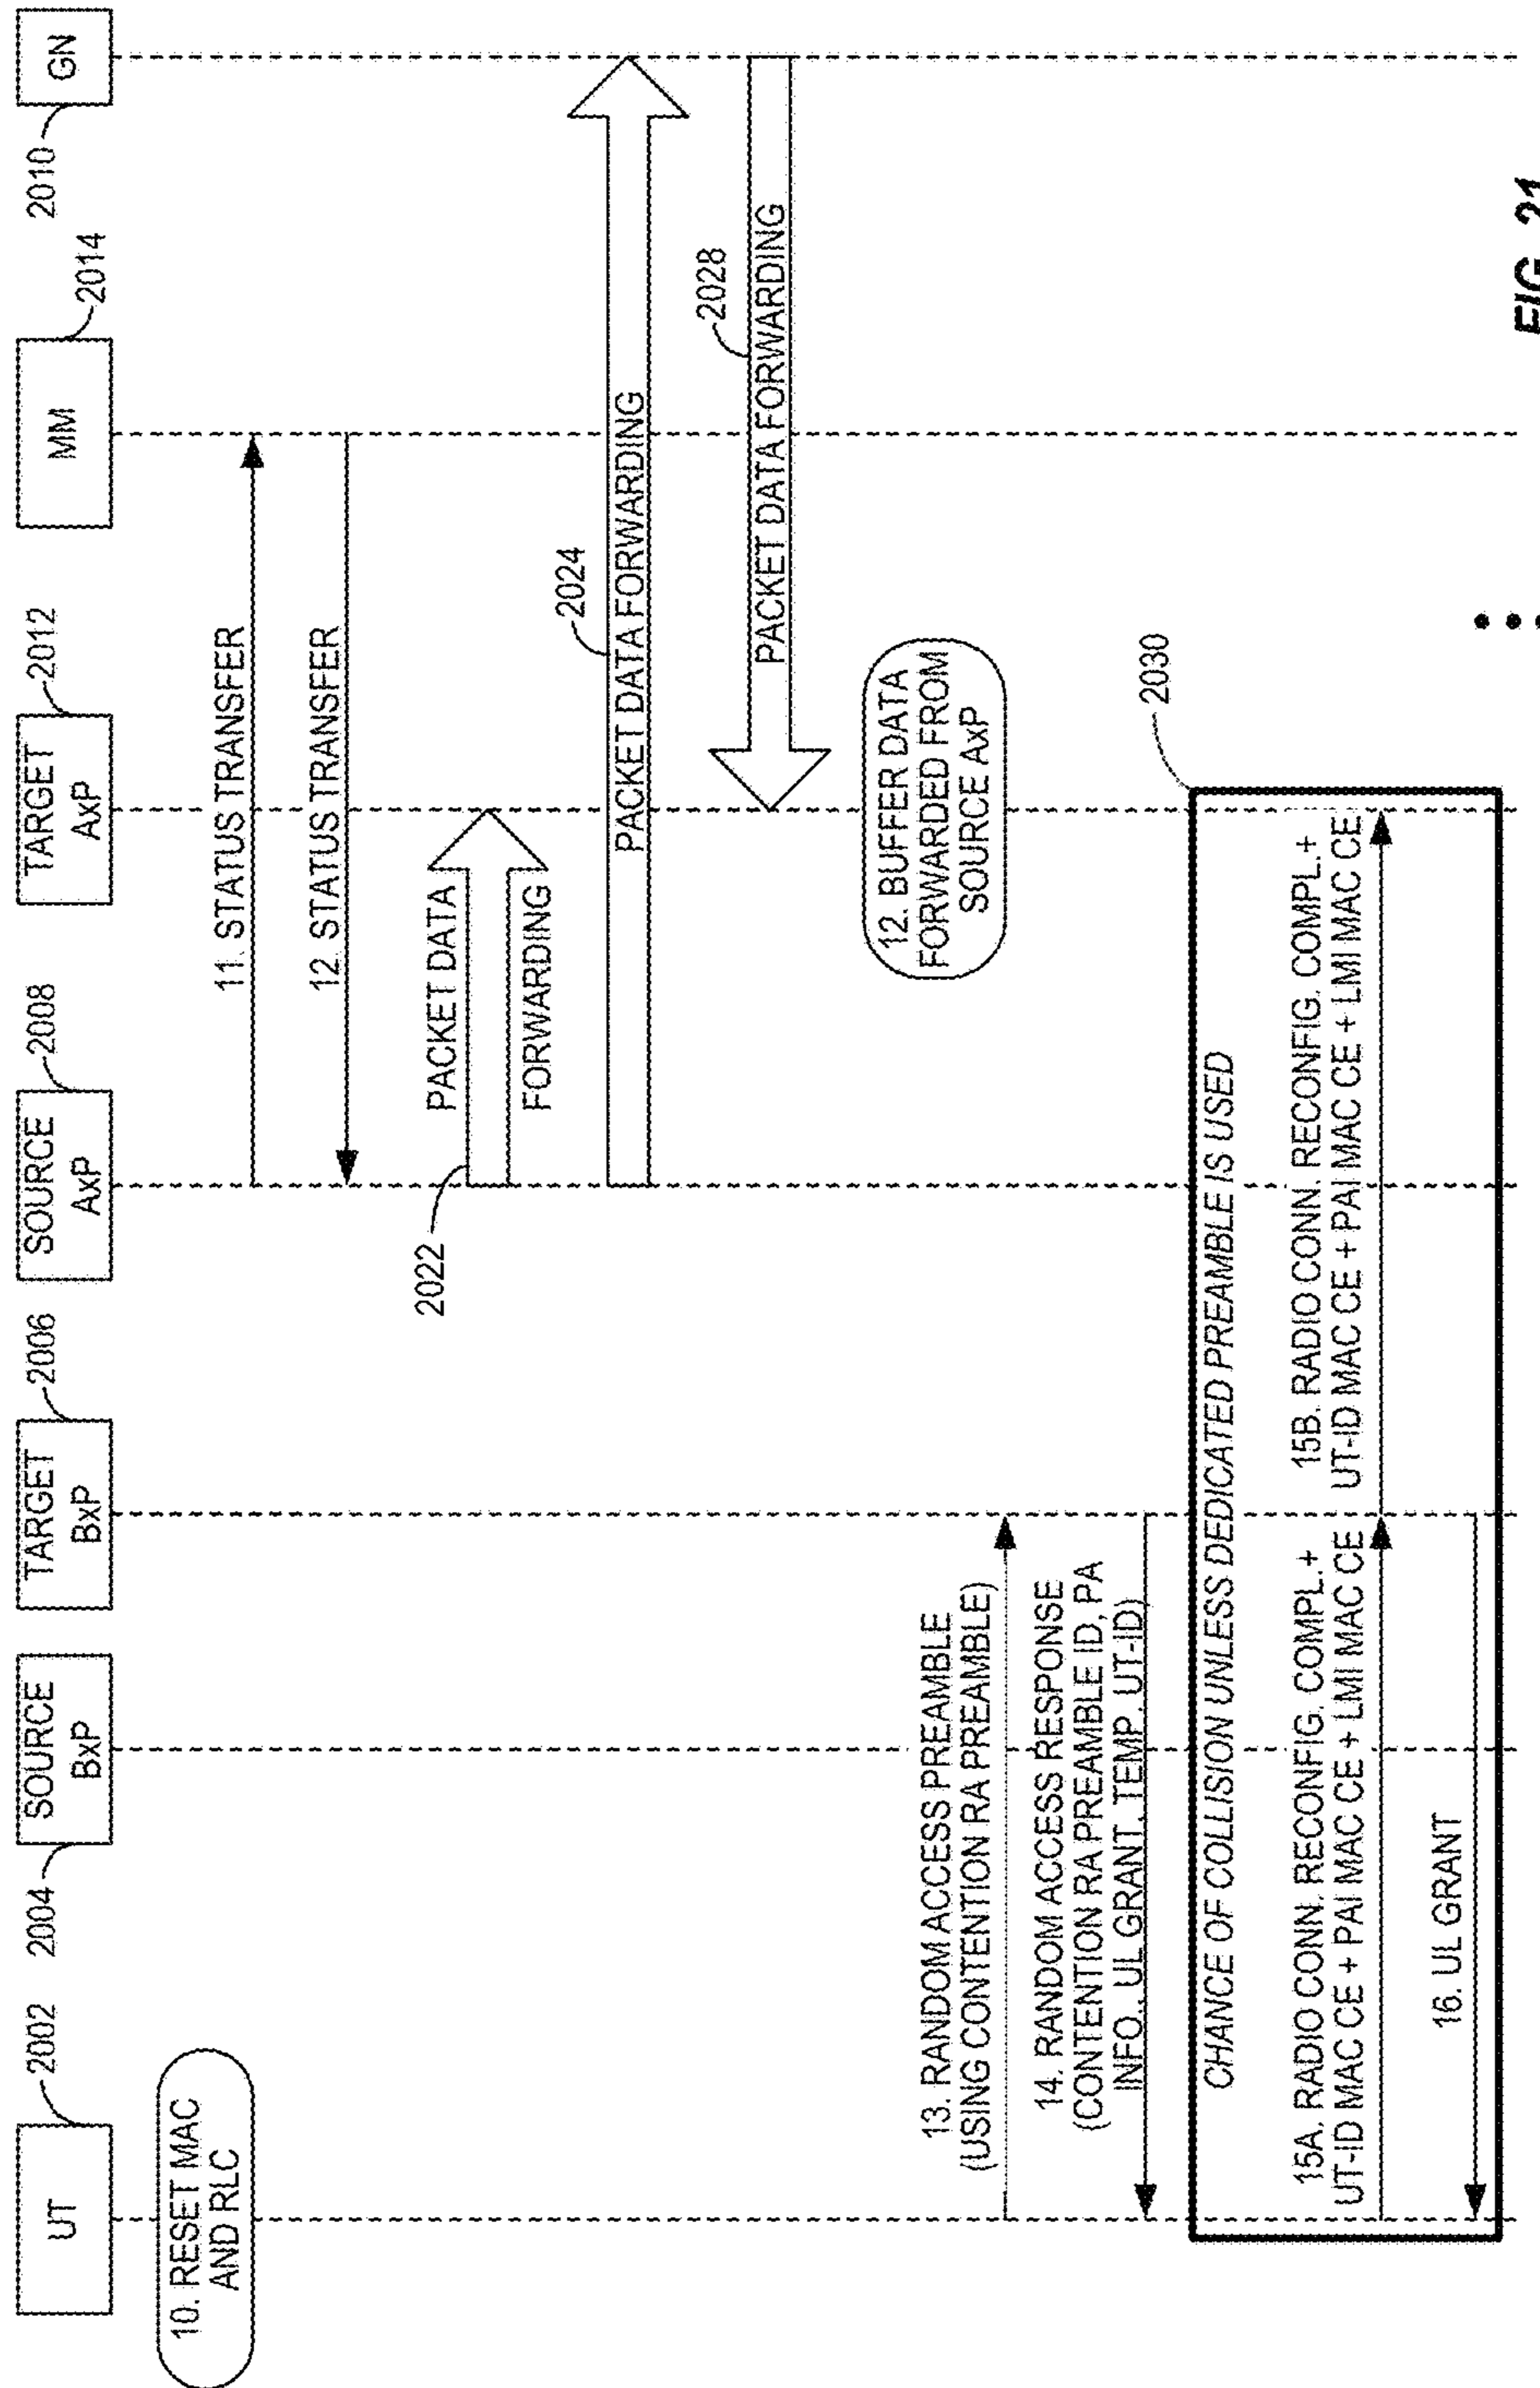 UT
2002
SOURCE
BxP
2004
TARGET
BxP
2006
SOURCE
AxP
2008
TARGET
AxP
2012
MM
2014
GN
2010
10. RESET MAC
AND RLC
11. STATUS TRANSFER
12. STATUS TRANSFER
PACKET DATA
FORWARDING
2022
PACKET DATA FORWARDING
2024
PACKET DATA FORWARDING
2028
12. BUFFER DATA
FORWARDED FROM
SOURCE AxP
13. RANDOM ACCESS PREAMBLE
(USING CONTENTION RA PREAMBLE)
14. RANDOM ACCESS RESPONSE
(CONTENTION RA PREAMBLE ID, PA
INFO., UL GRANT, TEMP. UT-ID)
2030
CHANCE OF COLLISION UNLESS DEDICATED PREAMBLE IS USED
15A. RADIO CONN. RECONFIG. COMPL.+
UT-ID MAC CE + PAI MAC CE + LMI MAC CE
15B. RADIO CONN. RECONFIG. COMPL.+
UT-ID MAC CE + PAI MAC CE + LMI MAC CE
16. UL GRANT
FIG. 21